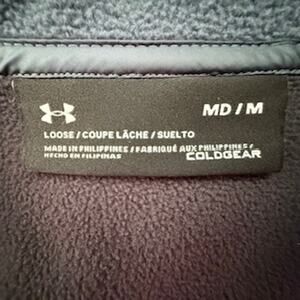 MD / M
LOOSE / COUPE LÂCHE / SUELTO
MADE IN PHILIPPINES / FABRIQUÉ AUX PHILIPPINES /
HECHO EN FILIPINAS
COLDGEAR